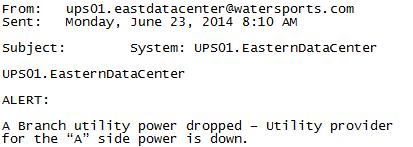 From:   ups01.eastdatacenter@watersports.com
Sent:   Monday, June 23, 2014 8:10 AM
Subject:        System: UPS01.EasternDataCenter
UPS01.EasternDataCenter
ALERT:
A Branch utility power dropped – Utility provider
for the “A” side power is down.